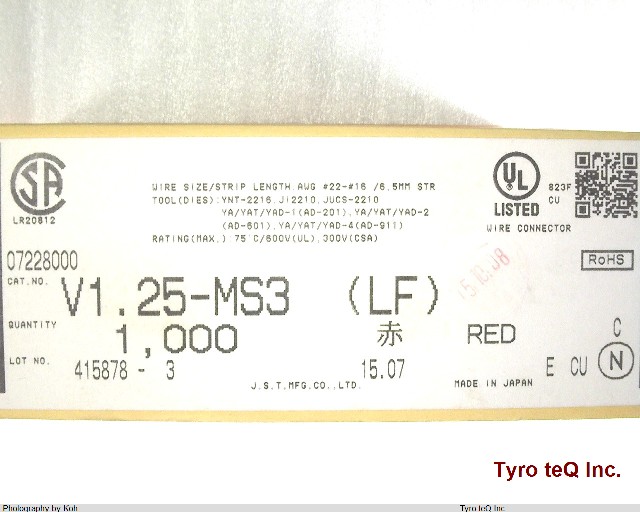 SA
LR20812
WIRE SIZE/STRIP LENGTH.AWG #22-#16 /6.5MM STR
TOOL(DIES):YNT-2216,J12210,JUCS-2210
YA/YAT/YAD-1(AD-201),YA/YAT/YAD-2
(AD-601),YA/YAT/YAD-4(AD-911)
RATING(MAX.) 75℃/600V(UL),300V(CSA)
UL
LISTED
823F
CU
WIRE CONNECTOR
RoHS
07228000
CAT.NO. V1.25-MS3 (LF)
QUANTITY 1,000 赤 RED
LOT NO. 415878 - 3 15.07
J.S.T.MFG.CO.,LTD.
MADE IN JAPAN
C
E CU N
Tyro teQ Inc.
Photography by Koh Tyro teQ Inc